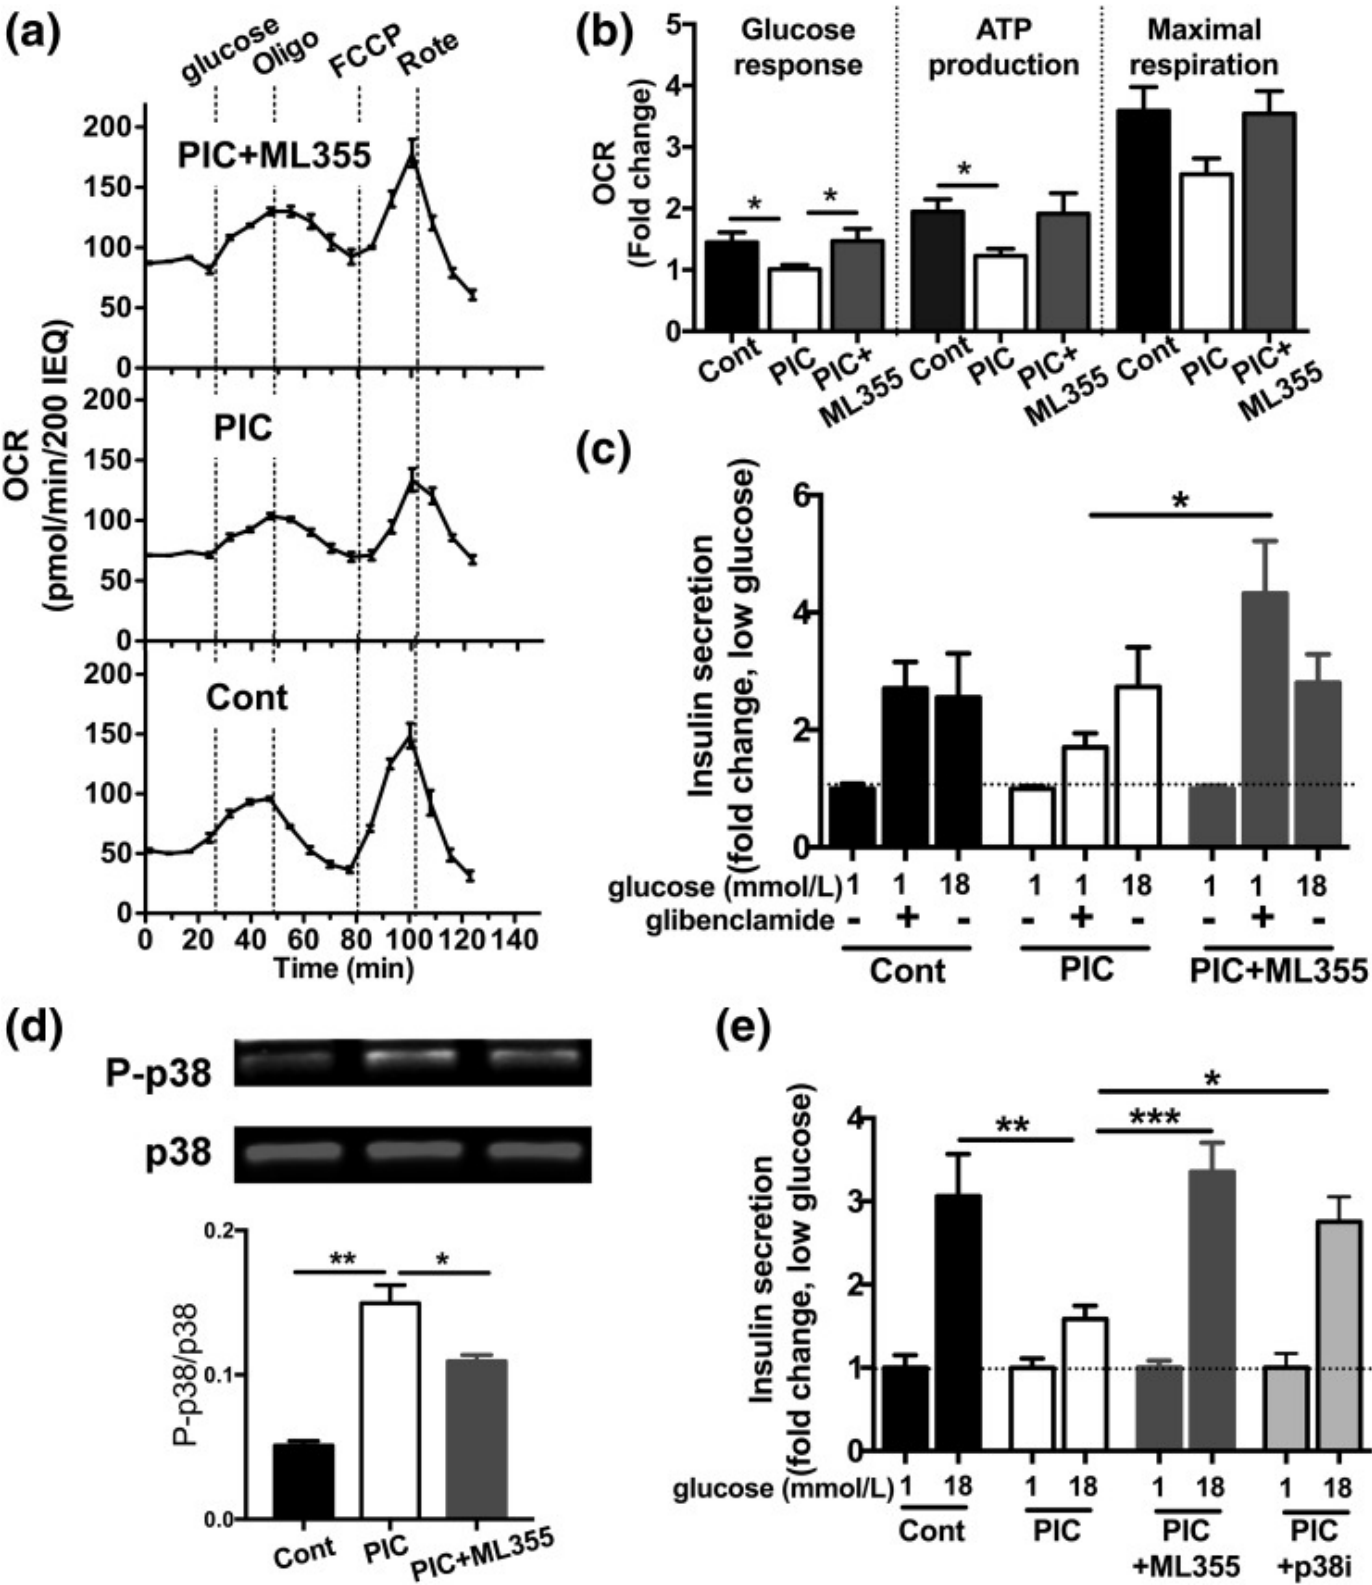 (a)
glucose
Oligo
FCCP
Rote
200
150
100
50
0
PIC+ML355
200
150
100
50
0
PIC
200
150
100
50
0
Cont
OCR
(pmol/min/200 IEQ)
0 20 40 60 80 100 120 140
Time (min)
(b)
Glucose response
ATP production
Maximal respiration
OCR
(Fold change)
5
4
3
2
1
0
* * *
Cont PIC PIC+ ML355 Cont PIC PIC+ ML355 Cont PIC PIC+ ML355
(c)
Insulin secretion
(fold change, low glucose)
6
4
2
0
*
glucose (mmol/L) 1 1 18 1 1 18 1 1 18
glibenclamide - + - - + - - + -
Cont PIC PIC+ML355
(d)
P-p38
p38
P-p38/p38
0.2
0.1
0.0
** *
Cont PIC PIC+ML355
(e)
Insulin secretion
(fold change, low glucose)
4
3
2
1
0
*
** ***
glucose (mmol/L) 1 18 1 18 1 18 1 18
Cont PIC PIC PIC
+ML355 +p38i